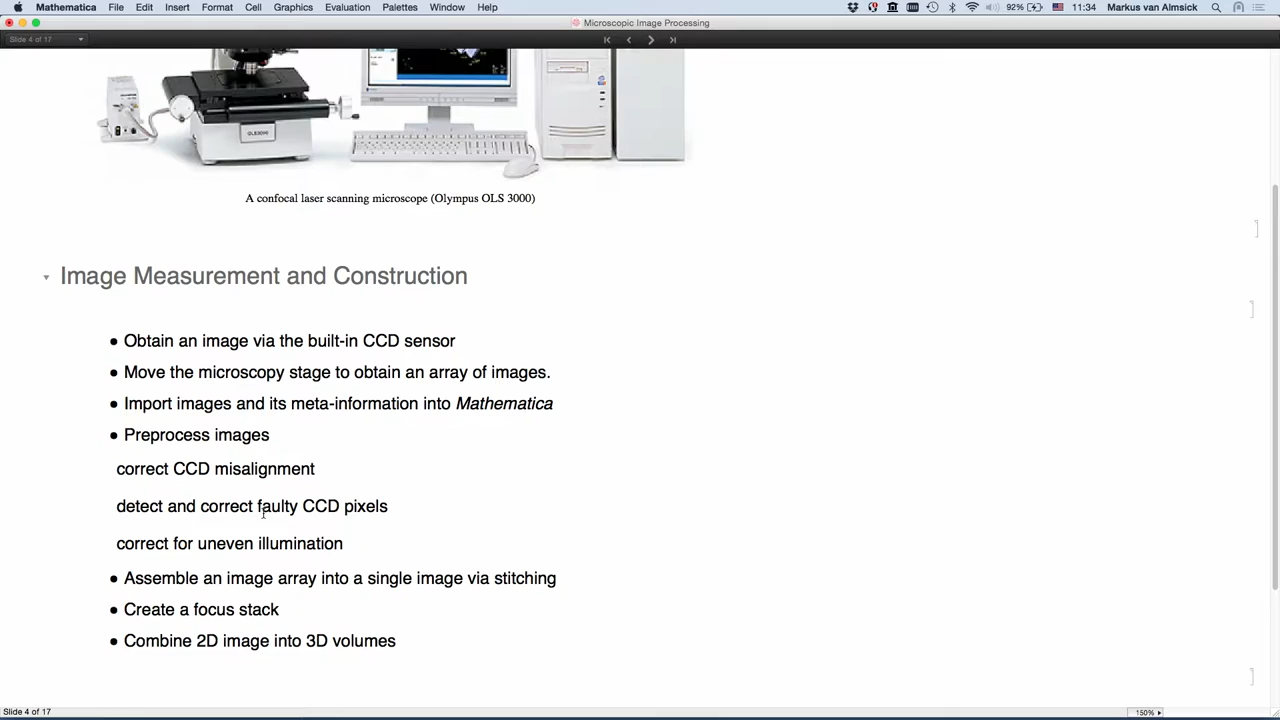 Mathematica File Edit Insert Format Cell Graphics Evaluation Palettes Window Help 92% 11:34 Markus van Almsick
Microscopic Image Processing
Slide 4 of 17
OLS3000
A confocal laser scanning microscope (Olympus OLS 3000)
Image Measurement and Construction
• Obtain an image via the built-in CCD sensor
• Move the microscopy stage to obtain an array of images.
• Import images and its meta-information into Mathematica
• Preprocess images
correct CCD misalignment
detect and correct faulty CCD pixels
correct for uneven illumination
• Assemble an image array into a single image via stitching
• Create a focus stack
• Combine 2D image into 3D volumes
Slide 4 of 17
150%